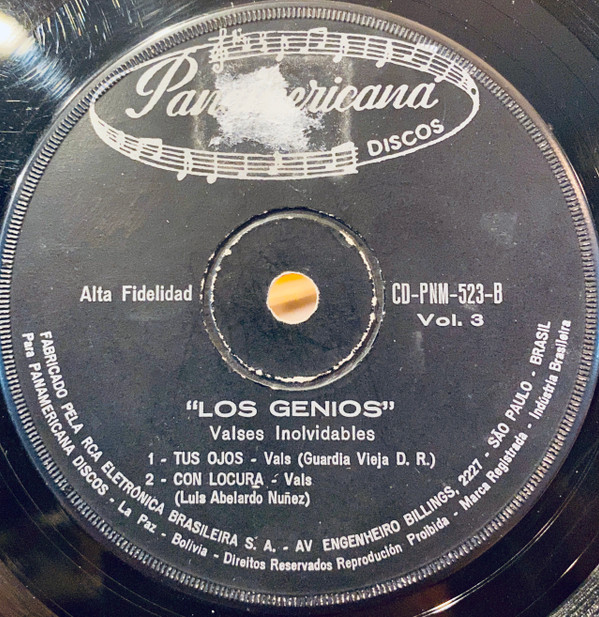 Panamericana
DISCOS
Alta Fidelidad
CD-PNM-523-B
Vol. 3
"LOS GENIOS"
Valses Inolvidables
1 - TUS OJOS - Vals (Guardia Vieja D. R.)
2 - CON LOCURA - Vals
(Luis Abelardo Nuñez)
FABRICADO PELA RCA ELETRÔNICA BRASILEIRA S. A. - AV ENGENHEIRO BILLINGS, 2227 - SÃO PAULO - BRASIL
Para PANAMERICANA DISCOS - La Paz - Bolivia - Direitos Reservados Reprodución Proibida - Marca Registrada - Indústria Brasileira